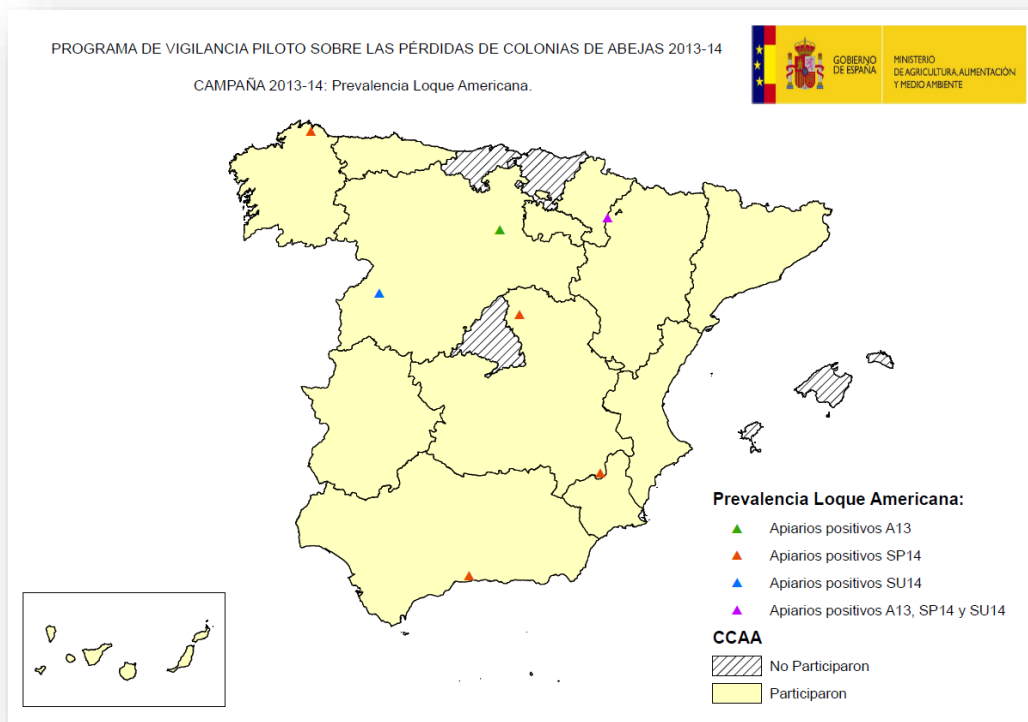 PROGRAMA DE VIGILANCIA PILOTO SOBRE LAS PÉRDIDAS DE COLONIAS DE ABEJAS 2013-14
CAMPAÑA 2013-14: Prevalencia Loque Americana.
GOBIERNO
DE ESPAÑA
MINISTERIO
DE AGRICULTURA, ALIMENTACIÓN
Y MEDIO AMBIENTE
Prevalencia Loque Americana:
Apiarios positivos A13
Apiarios positivos SP14
Apiarios positivos SU14
Apiarios positivos A13, SP14 y SU14
CCAA
No Participaron
Participaron